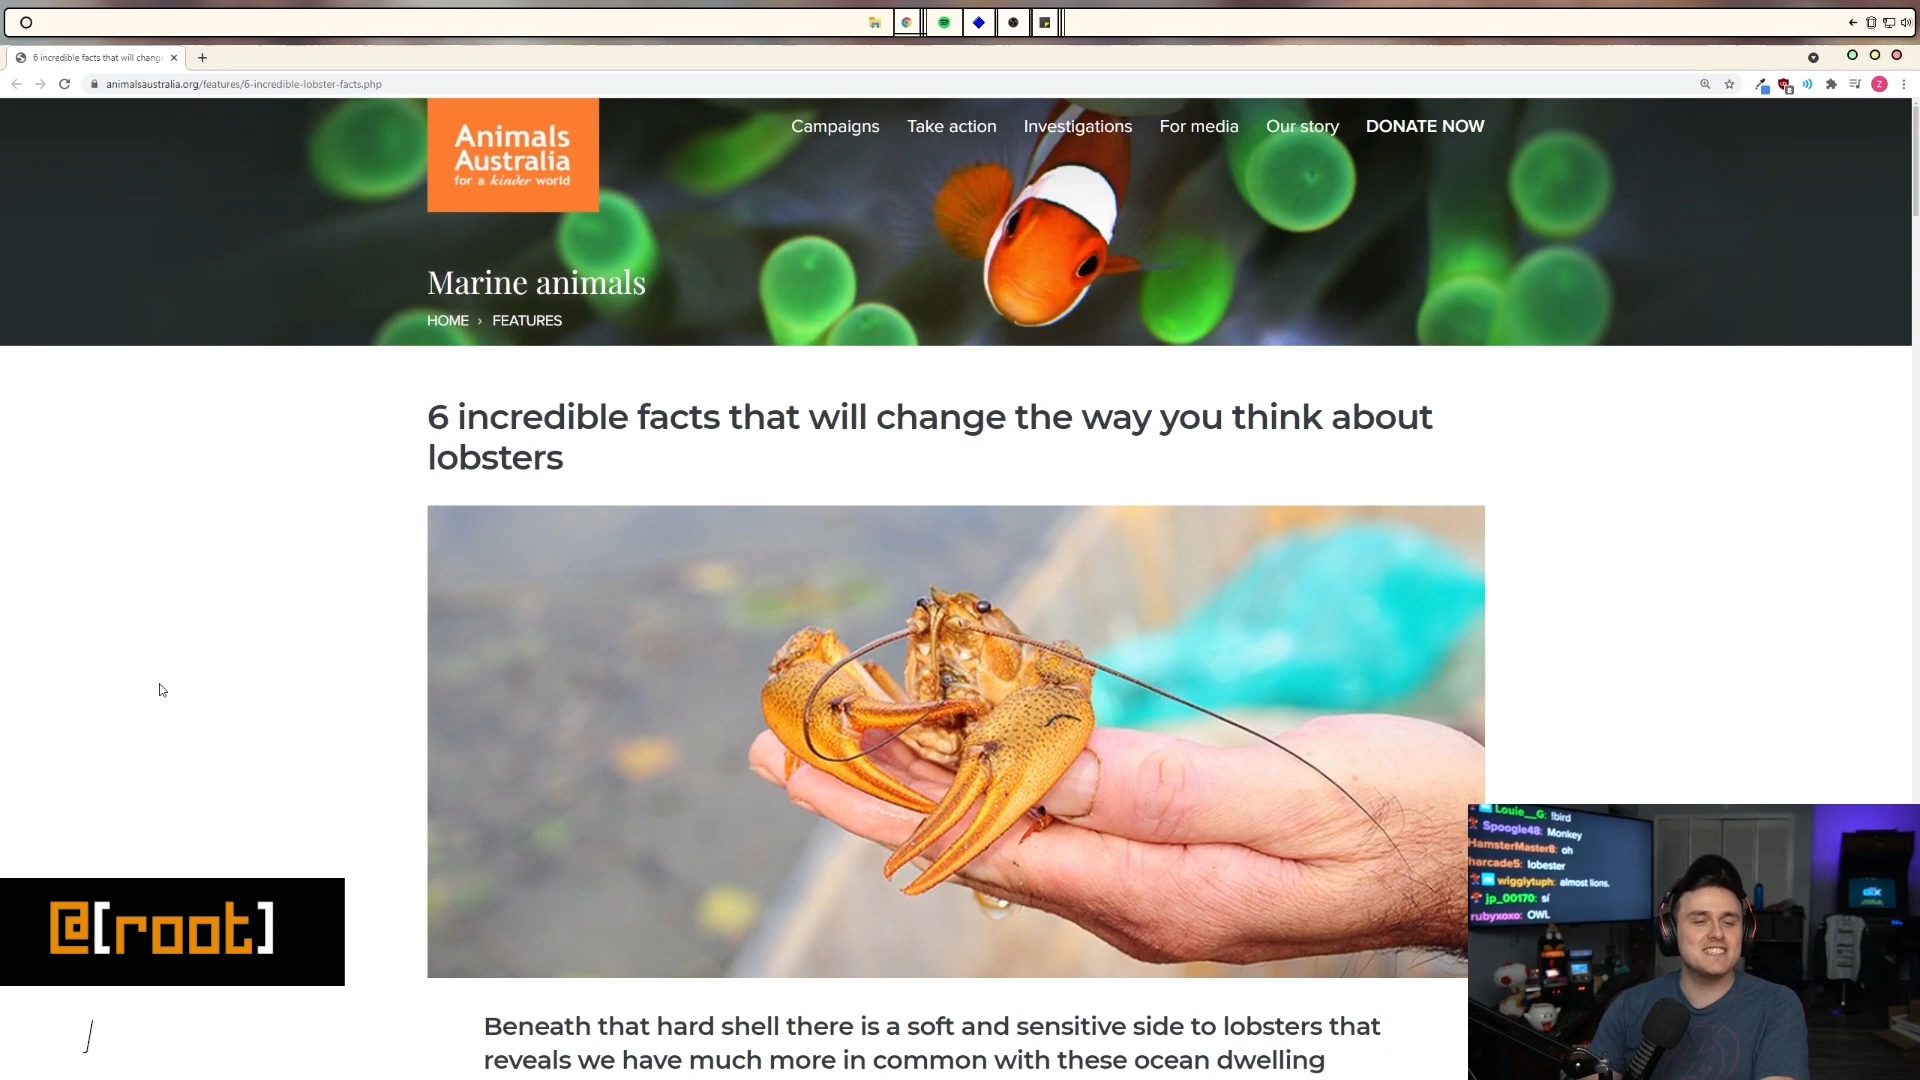 6 incredible facts that will chang
animalsaustralia.org/features/6-incredible-lobster-facts.php
Z
Animals
Australia
for a kinder world
Campaigns
Take action
Investigations
For media
Our story
DONATE NOW
Marine animals
HOME › FEATURES
6 incredible facts that will change the way you think about
lobsters
Beneath that hard shell there is a soft and sensitive side to lobsters that
reveals we have much more in common with these ocean dwelling
@[root]
Louie__G: !bird
Spoogle48: Monkey
HamsterMaster8: oh
harcade5: lobester
wigglytuph: almost lions.
jp_00170: sí
rubyxoxo: OWL